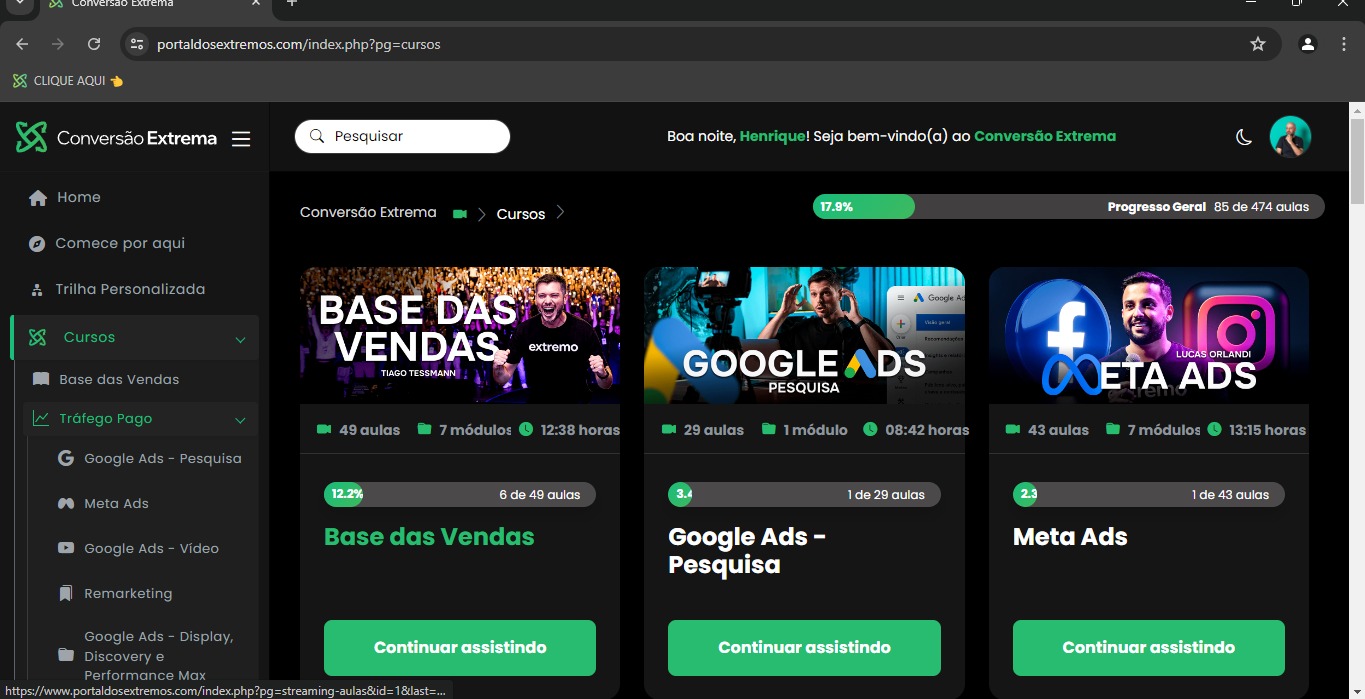 Conversão Extrema
portaldosextremos.com/index.php?pg=cursos
CLIQUE AQUI
Conversão Extrema
Pesquisar
Boa noite, Henrique! Seja bem-vindo(a) ao Conversão Extrema
Home
Comece por aqui
Trilha Personalizada
Cursos
Base das Vendas
Tráfego Pago
Google Ads - Pesquisa
Meta Ads
Google Ads - Vídeo
Remarketing
Google Ads - Display,
Discovery e
Performance Max
Conversão Extrema
Cursos
17.9%
Progresso Geral 85 de 474 aulas
BASE DAS
VENDAS
TIAGO TESSMANN
extremo
49 aulas 7 módulos 12:38 horas
12.2% 6 de 49 aulas
Base das Vendas
Continuar assistindo
Google Ads
Visão geral
Recomendações
GOOGLE ADS
PESQUISA
29 aulas 1 módulo 08:42 horas
3.4 1 de 29 aulas
Google Ads -
Pesquisa
Continuar assistindo
LUCAS ORLANDI
META ADS
43 aulas 7 módulos 13:15 horas
2.3 1 de 43 aulas
Meta Ads
Continuar assistindo
https://www.portaldosextremos.com/index.php?pg=streaming-aulas&id=1&last=...